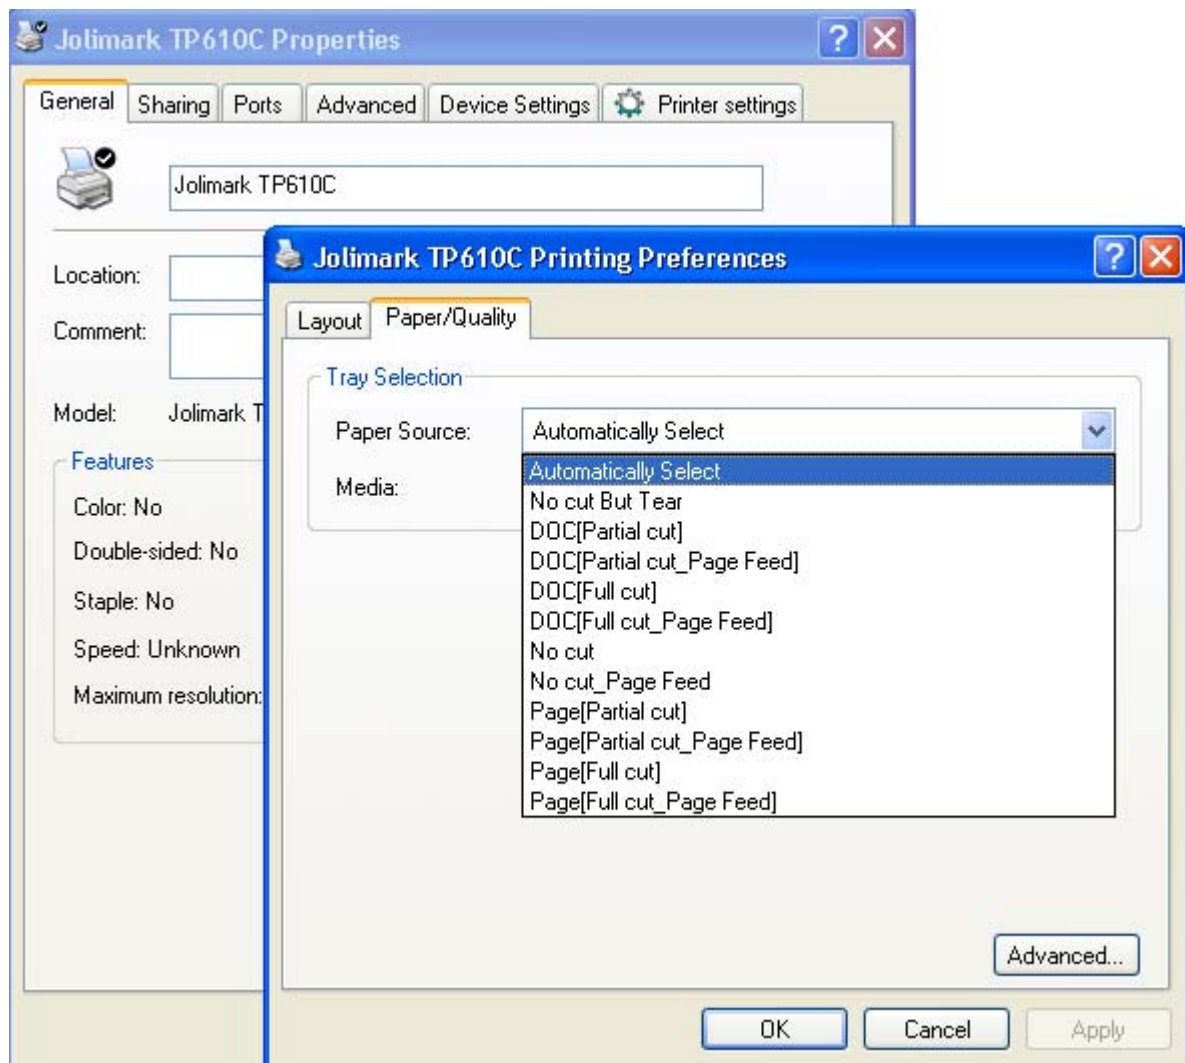 Jolimark TP610C Properties
General Sharing Ports Advanced Device Settings Printer settings
Jolimark TP610C
Location:
Comment:
Model: Jolimark T
Features
Color: No
Double-sided: No
Staple: No
Speed: Unknown
Maximum resolution:
Jolimark TP610C Printing Preferences
Layout Paper/Quality
Tray Selection
Paper Source: Automatically Select
Media:
Automatically Select
No cut But Tear
DOC[Partial cut]
DOC[Partial cut_Page Feed]
DOC[Full cut]
DOC[Full cut_Page Feed]
No cut
No cut_Page Feed
Page[Partial cut]
Page[Partial cut_Page Feed]
Page[Full cut]
Page[Full cut_Page Feed]
Advanced...
OK Cancel Apply